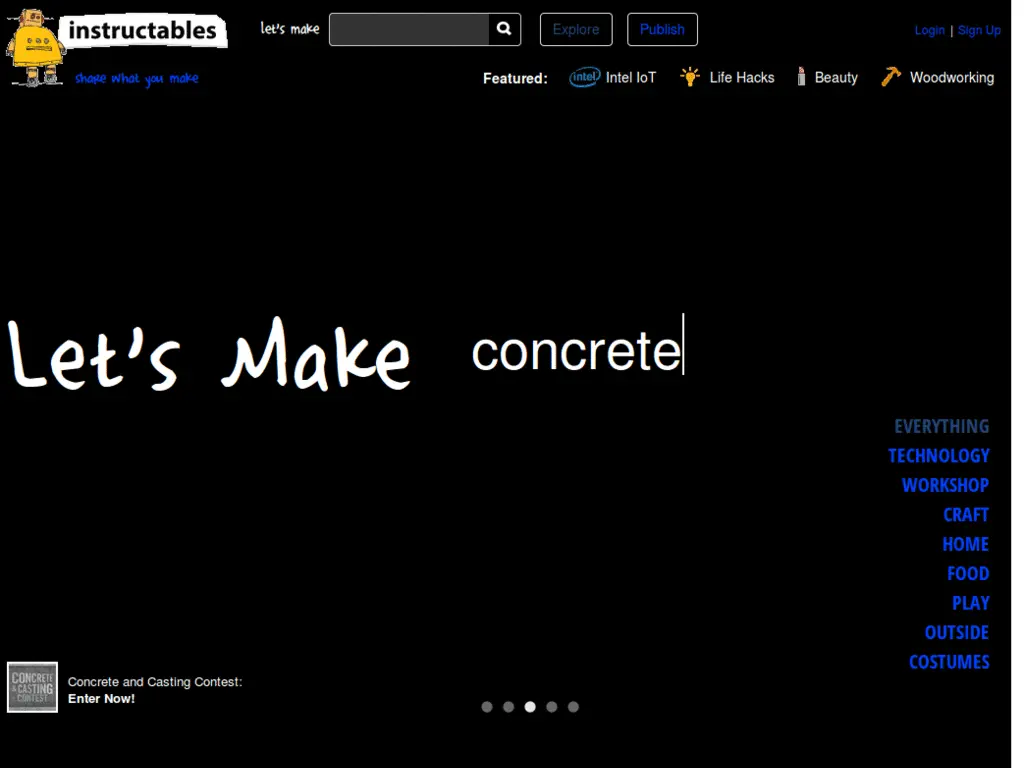 instructables
share what you make
let's make
Explore
Publish
Login | Sign Up
Featured:
intel
Intel IoT
Life Hacks
Beauty
Woodworking
Let's Make concrete
EVERYTHING
TECHNOLOGY
WORKSHOP
CRAFT
HOME
FOOD
PLAY
OUTSIDE
COSTUMES
CONCRETE
& CASTING
CONTEST
Concrete and Casting Contest:
Enter Now!